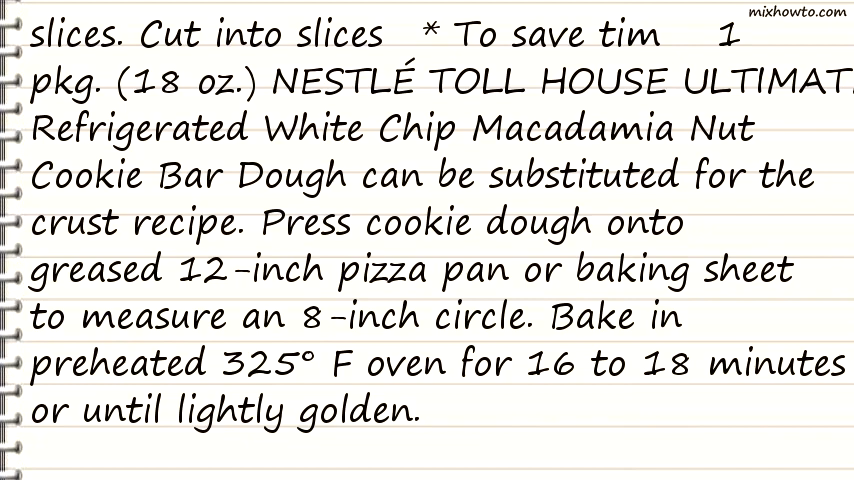 mixhowto.com
slices. Cut into slices * To save tim 1
pkg. (18 oz.) NESTLÉ TOLL HOUSE ULTIMAT
Refrigerated White Chip Macadamia Nut
Cookie Bar Dough can be substituted for the
crust recipe. Press cookie dough onto
greased 12-inch pizza pan or baking sheet
to measure an 8-inch circle. Bake in
preheated 325° F oven for 16 to 18 minutes
or until lightly golden.